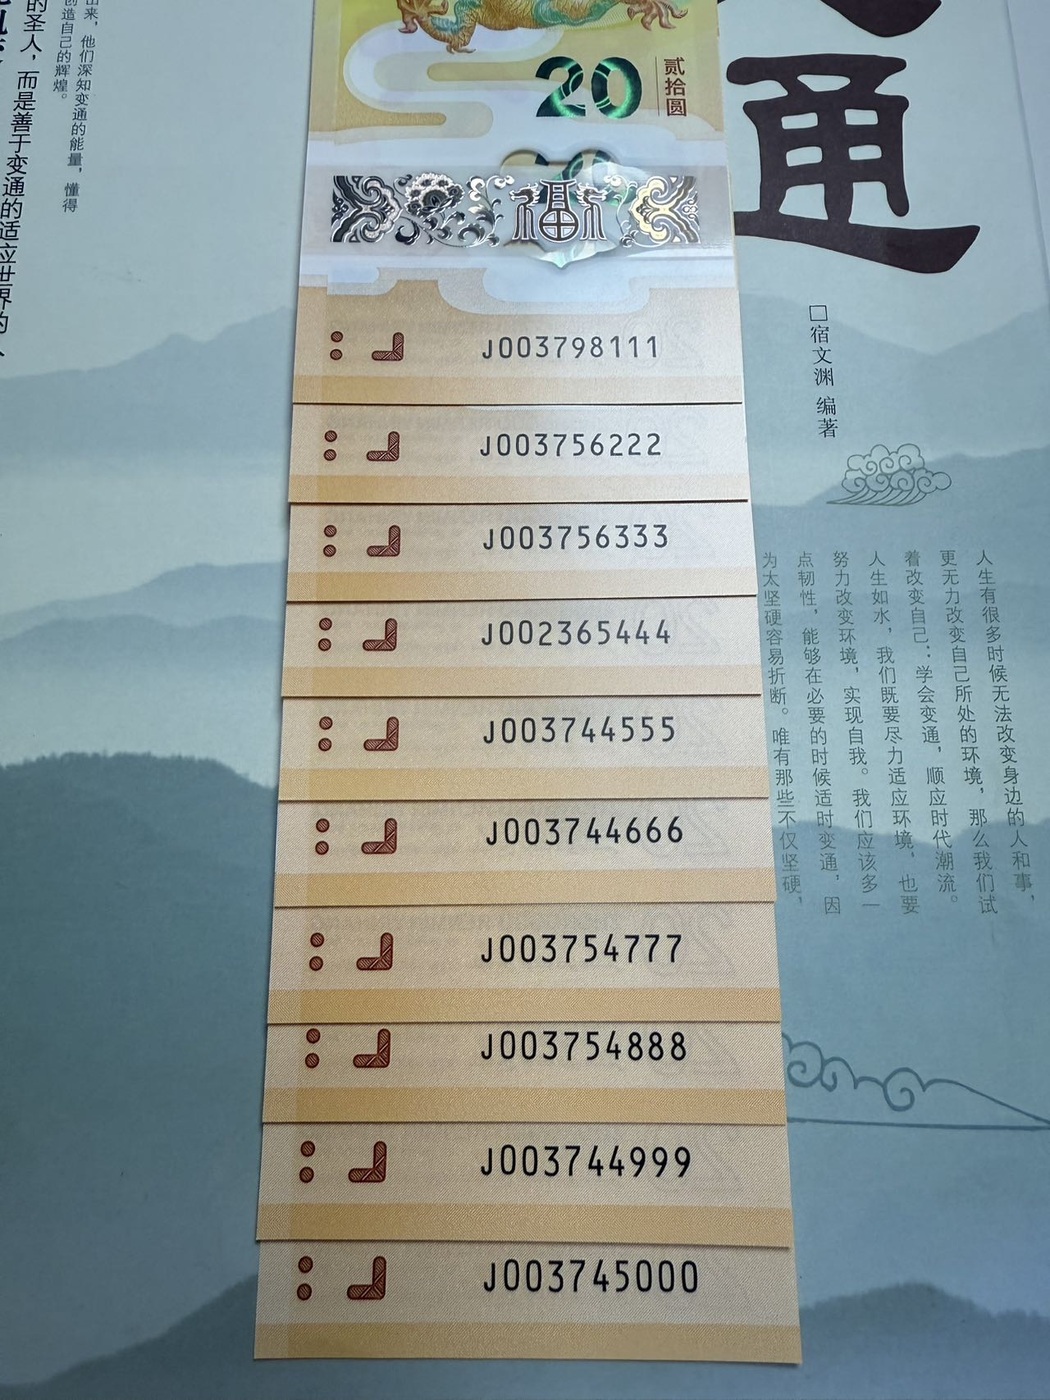 20
贰拾圆
福
J003798111
J003756222
J003756333
J002365444
J003744555
J003744666
J003754777
J003754888
J003744999
J003745000
通
□宿文渊 编著
人生有很多时候无法改变身边的人和事,
更无力改变自己所处的环境,那么我们试
着改变自己:学会变通,顺应时代潮流。
人生如水,我们既要尽力适应环境,也要
努力改变环境,实现自我。我们应该多一
点韧性,能够在必要的时候适时变通,因
为太坚硬容易折断。唯有那些不仅坚硬,
出来,他们深知变通的能量,懂得
创造自己的辉煌。
的圣人,而是善于变通的适应世界的人